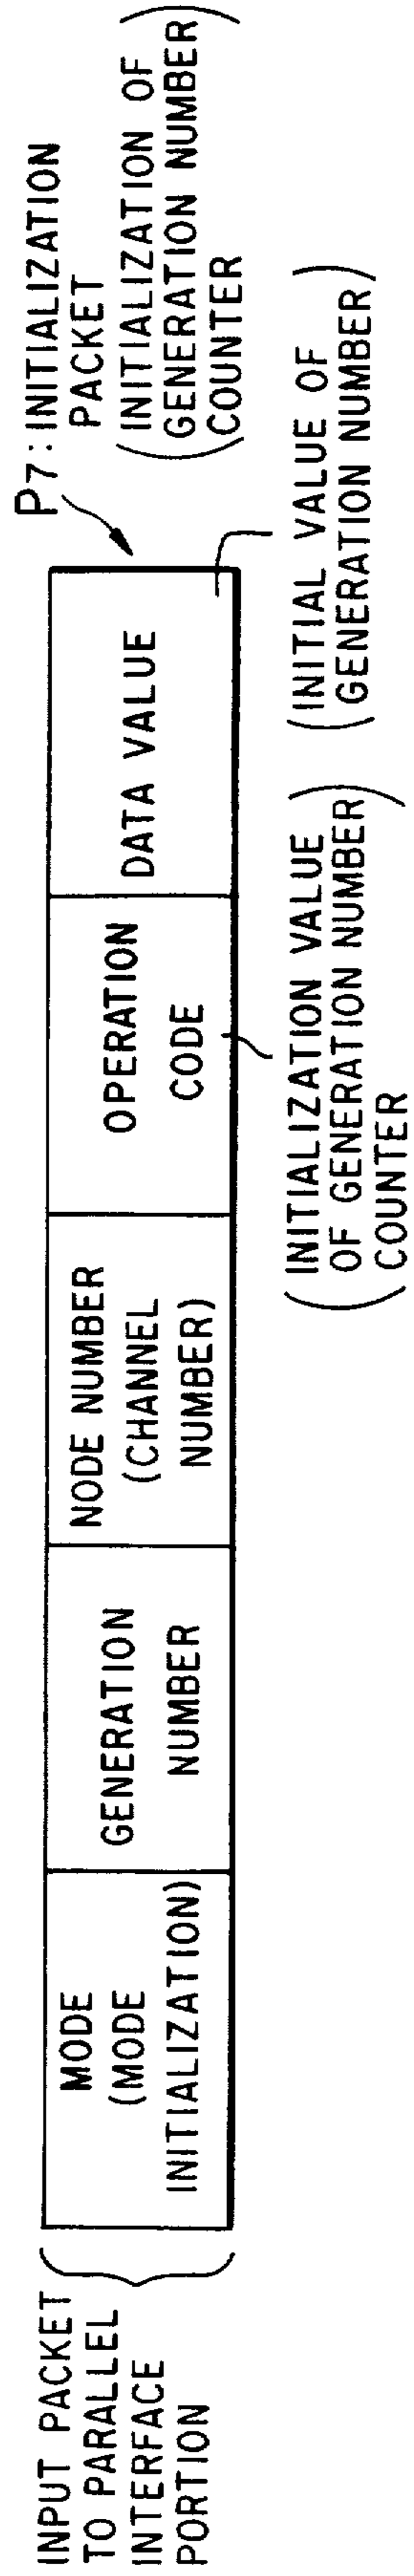 INPUT PACKET
TO PARALLEL
INTERFACE
PORTION
MODE
(MODE
INITIALIZATION)
GENERATION
NUMBER
NODE NUMBER
(CHANNEL
NUMBER)
OPERATION
CODE
DATA VALUE
P7: INITIALIZATION
PACKET
(INITIALIZATION OF
GENERATION NUMBER
COUNTER)
(INITIALIZATION VALUE
OF GENERATION NUMBER
COUNTER)
(INITIAL VALUE OF
GENERATION NUMBER)